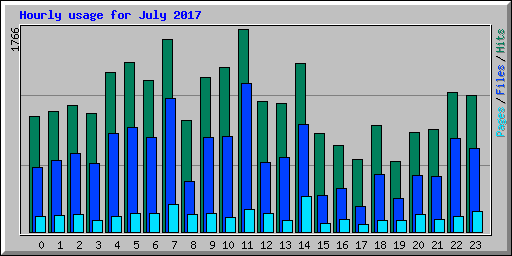 Hourly usage for July 2017
1766
Pages/Files/Hits
0 1 2 3 4 5 6 7 8 9 10 11 12 13 14 15 16 17 18 19 20 21 22 23